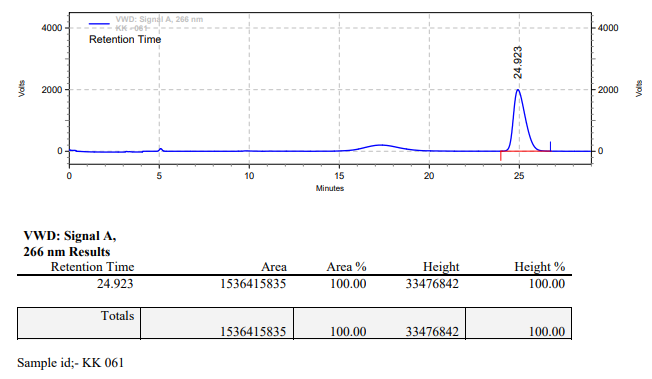 VWD: Signal A, 266 nm
KK - 061
Retention Time
4000
2000
0
Volts
24.923
4000
2000
0
Volts
0 5 10 15 20 25
Minutes
VWD: Signal A,
266 nm Results
Retention Time Area Area % Height Height %
24.923 1536415835 100.00 33476842 100.00
Totals
1536415835 100.00 33476842 100.00
Sample id;- KK 061